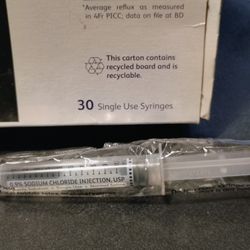 *Average reflux as measured
in 4Fr PICC; data on file at BD
This carton contains
recycled board and is
recyclable.
30 Single Use Syringes
0.9% SODIUM CHLORIDE INJECTION, USP